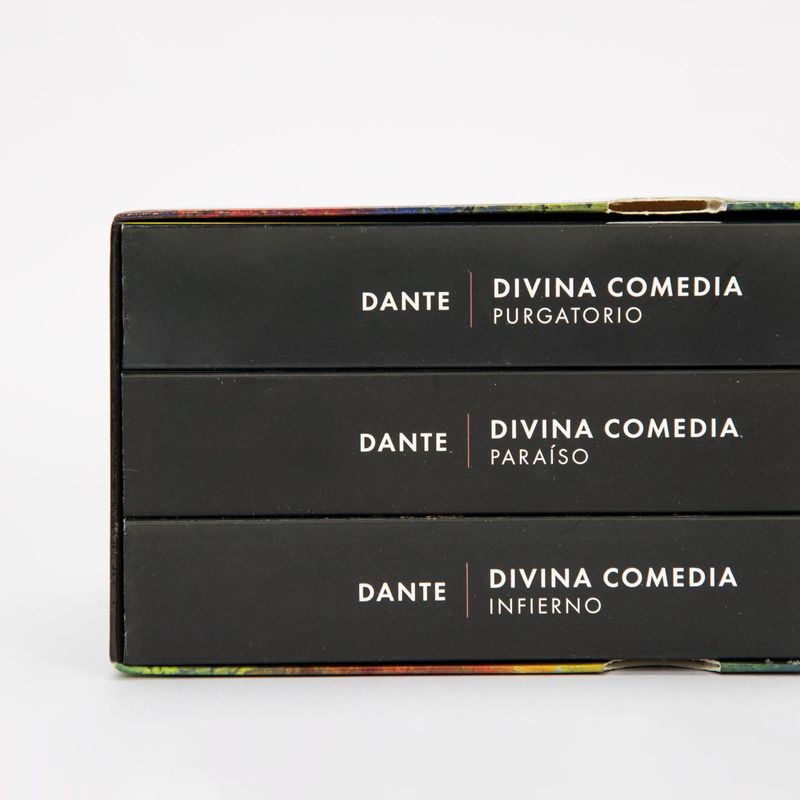 DANTE
DIVINA COMEDIA
PURGATORIO
DANTE
DIVINA COMEDIA
PARAÍSO
DANTE
DIVINA COMEDIA
INFIERNO